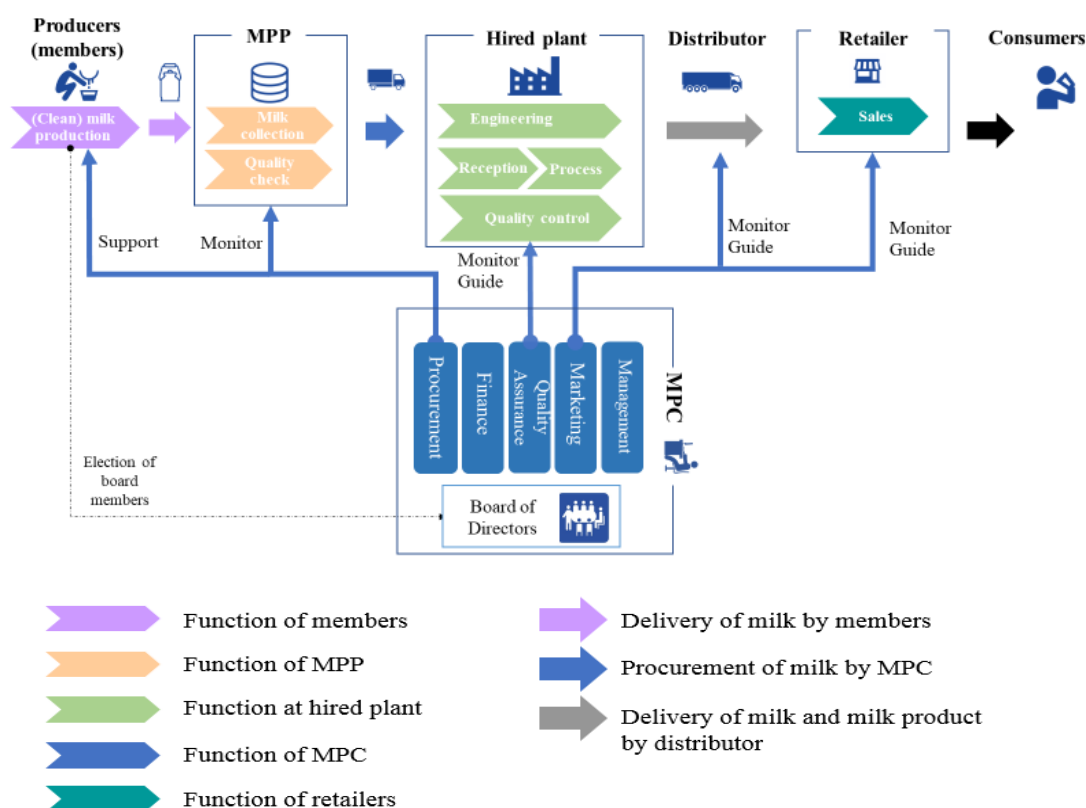 Producers
(members)
MPP
Hired plant
Distributor
Retailer
Consumers
(Clean) milk
production
Milk
collection
Quality
check
Engineering
Reception
Process
Quality control
Sales
Support
Monitor
Monitor
Guide
Monitor
Guide
Monitor
Guide
Procurement
Finance
Quality
Assurance
Marketing
Management
MPC
Election of
board
members
Board of
Directors
Function of members
Function of MPP
Function at hired plant
Function of MPC
Function of retailers
Delivery of milk by members
Procurement of milk by MPC
Delivery of milk and milk product
by distributor